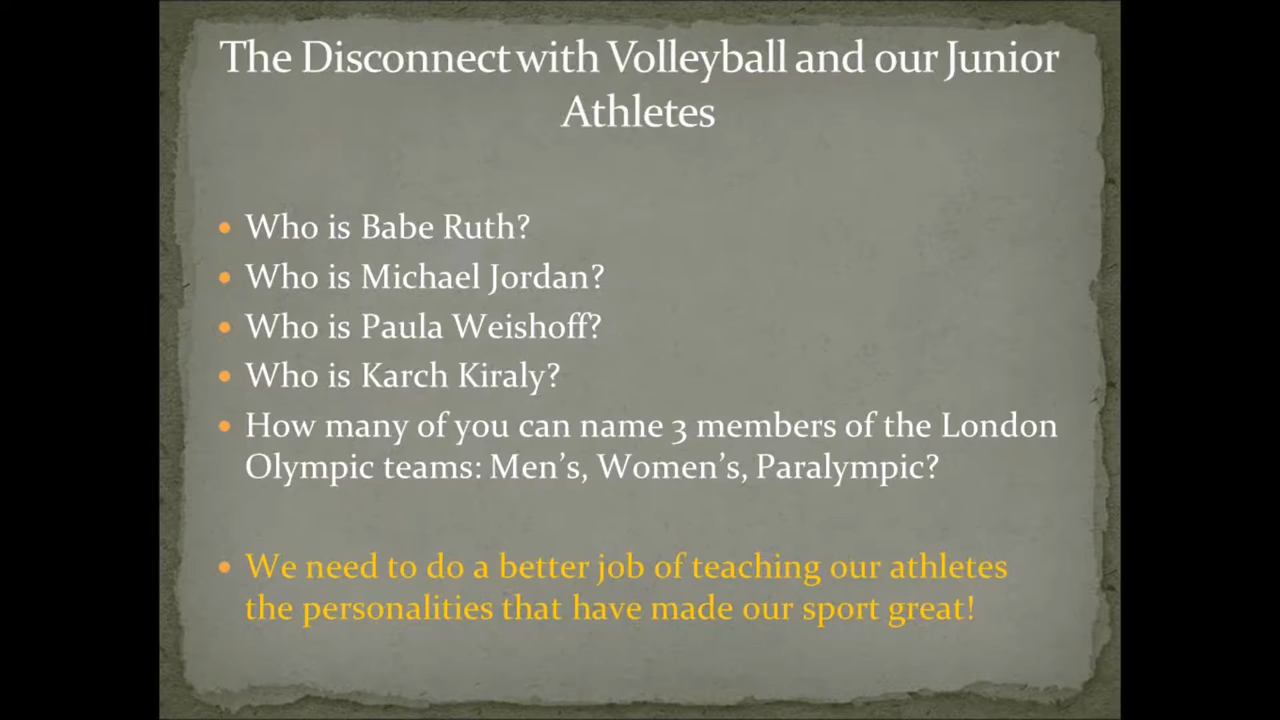 The Disconnect with Volleyball and our Junior
Athletes
• Who is Babe Ruth?
• Who is Michael Jordan?
• Who is Paula Weishoff?
• Who is Karch Kiraly?
• How many of you can name 3 members of the London
Olympic teams: Men’s, Women’s, Paralympic?
• We need to do a better job of teaching our athletes
the personalities that have made our sport great!